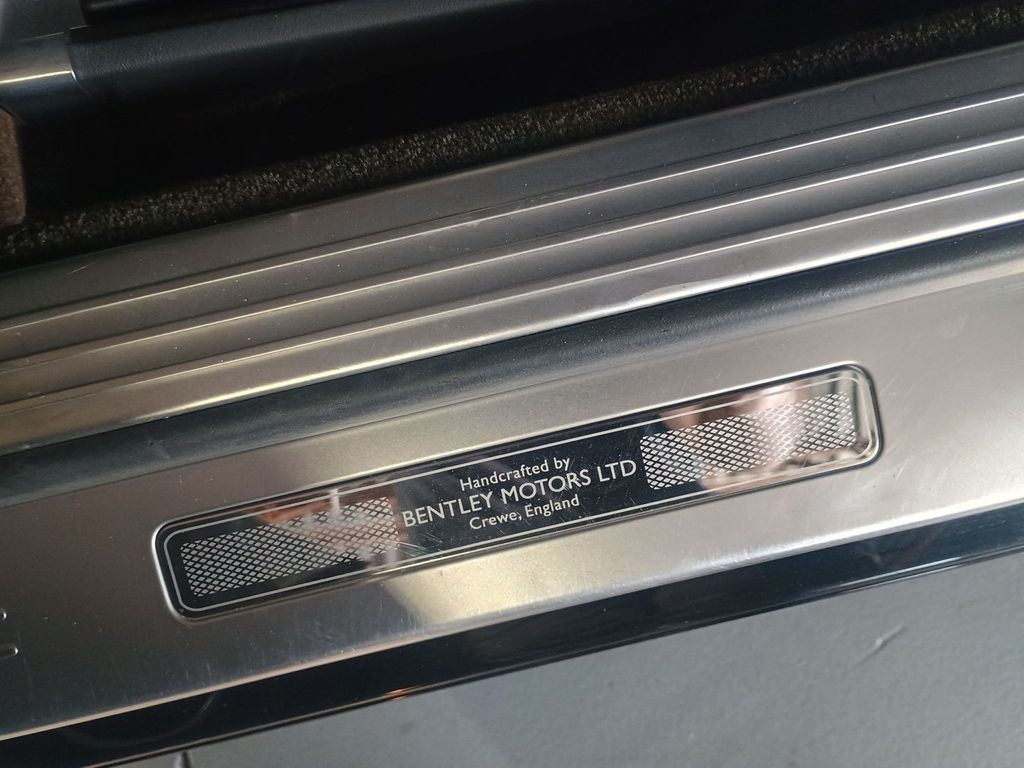 Handcrafted by
BENTLEY MOTORS LTD
Crewe, England